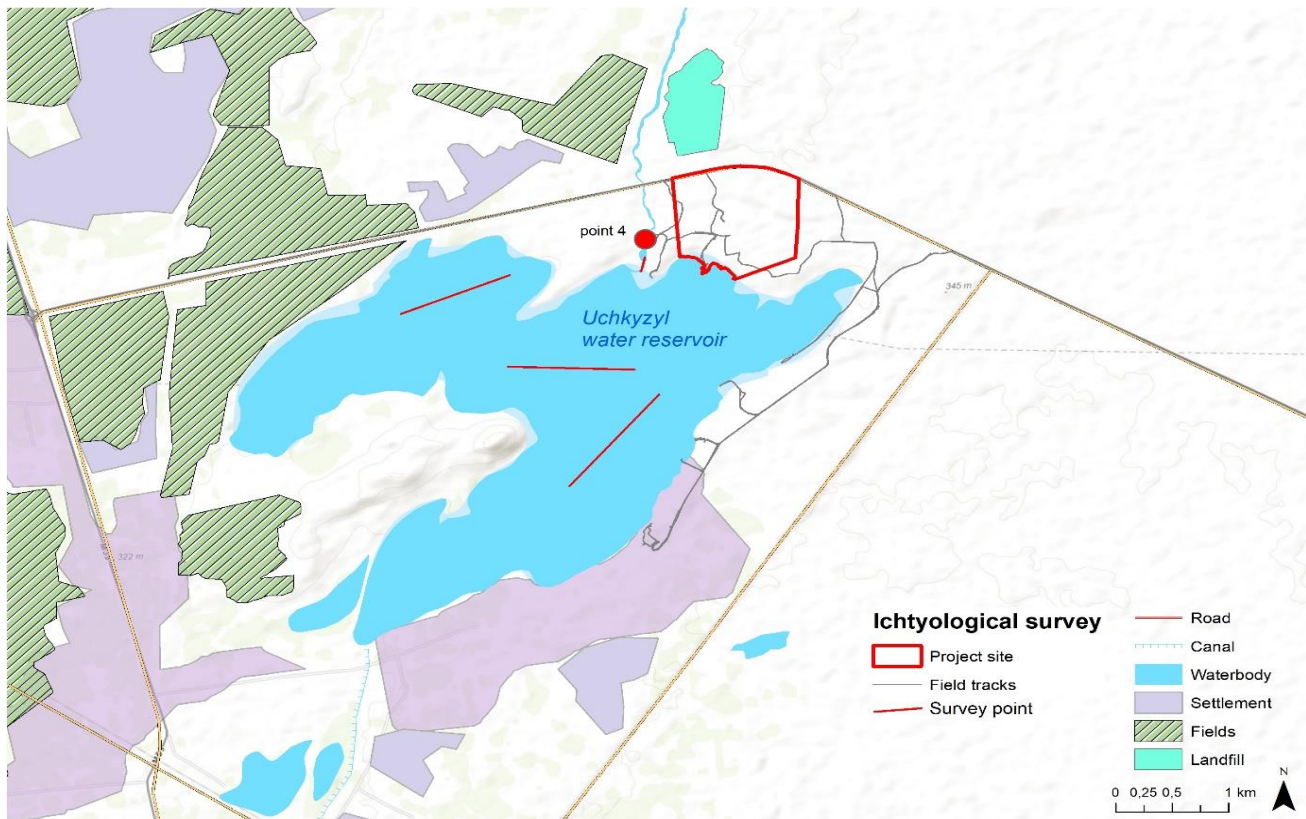 point 4
Uchkyzyl
water reservoir
345 m
322 m
Ichtyological survey
Project site
Field tracks
Survey point
Road
Canal
Waterbody
Settlement
Fields
Landfill
N
0 0,25 0,5 1 km